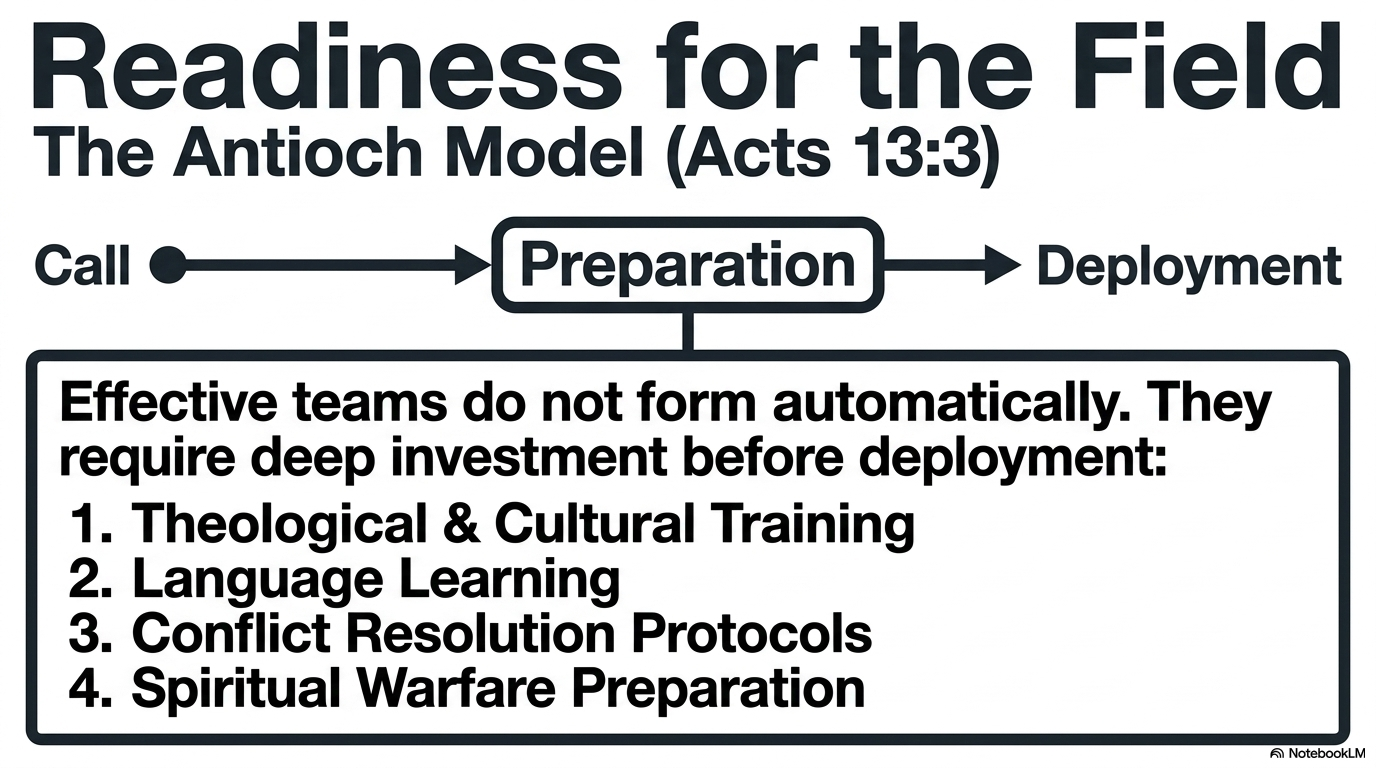 Readiness for the Field
The Antioch Model (Acts 13:3)
Call
Preparation
Deployment
Effective teams do not form automatically. They
require deep investment before deployment:
1. Theological & Cultural Training
2. Language Learning
3. Conflict Resolution Protocols
4. Spiritual Warfare Preparation
NotebookLM